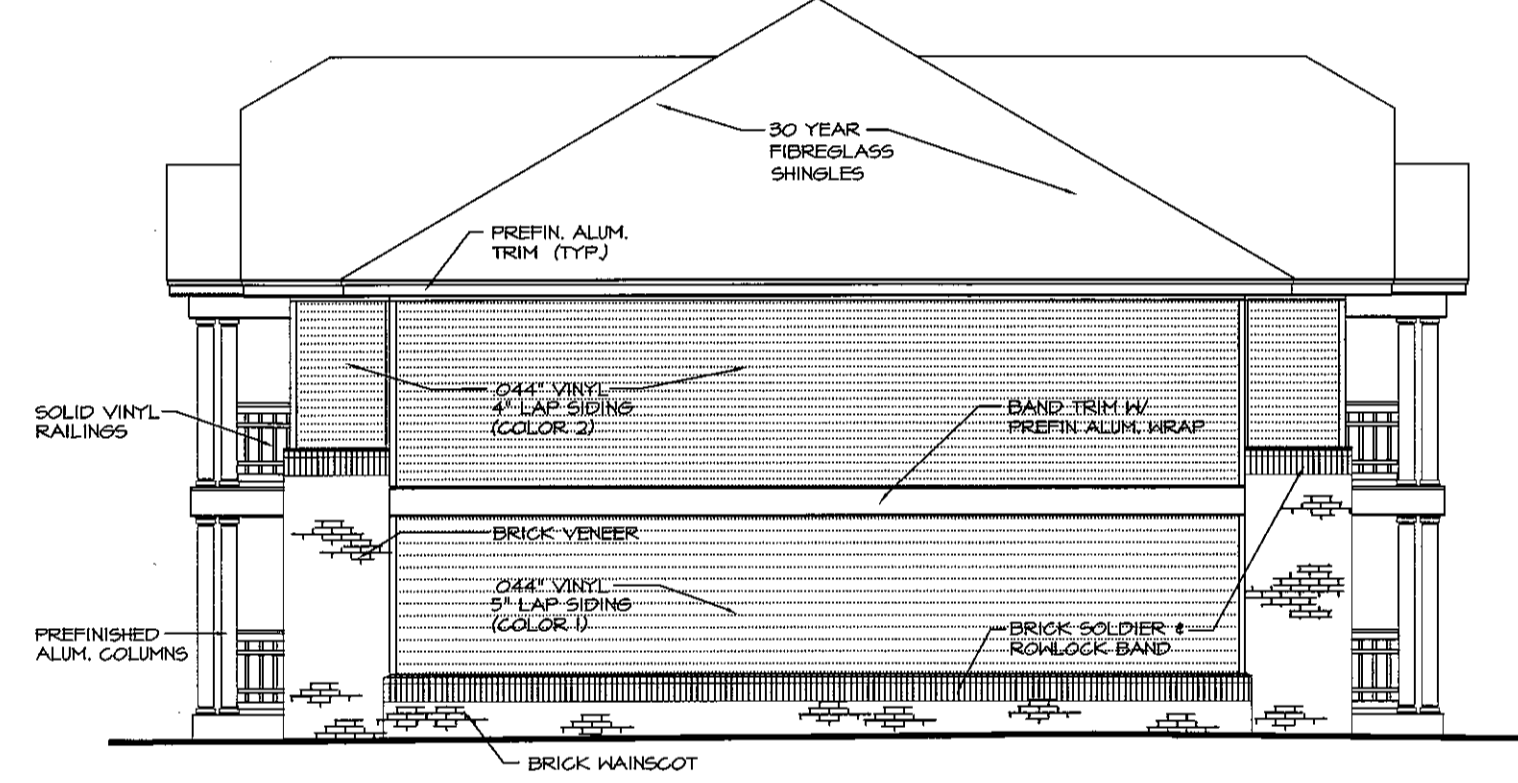 30 YEAR
FIBREGLASS
SHINGLES
PREFIN. ALUM.
TRIM (TYP.)
.044" VINYL
4" LAP SIDING
(COLOR 2)
SOLID VINYL
RAILINGS
BAND TRIM W/
PREFIN ALUM. WRAP
BRICK VENEER
.044" VINYL
5" LAP SIDING
(COLOR 1)
PREFINISHED
ALUM. COLUMNS
BRICK SOLDIER &
ROWLOCK BAND
BRICK WAINSCOT